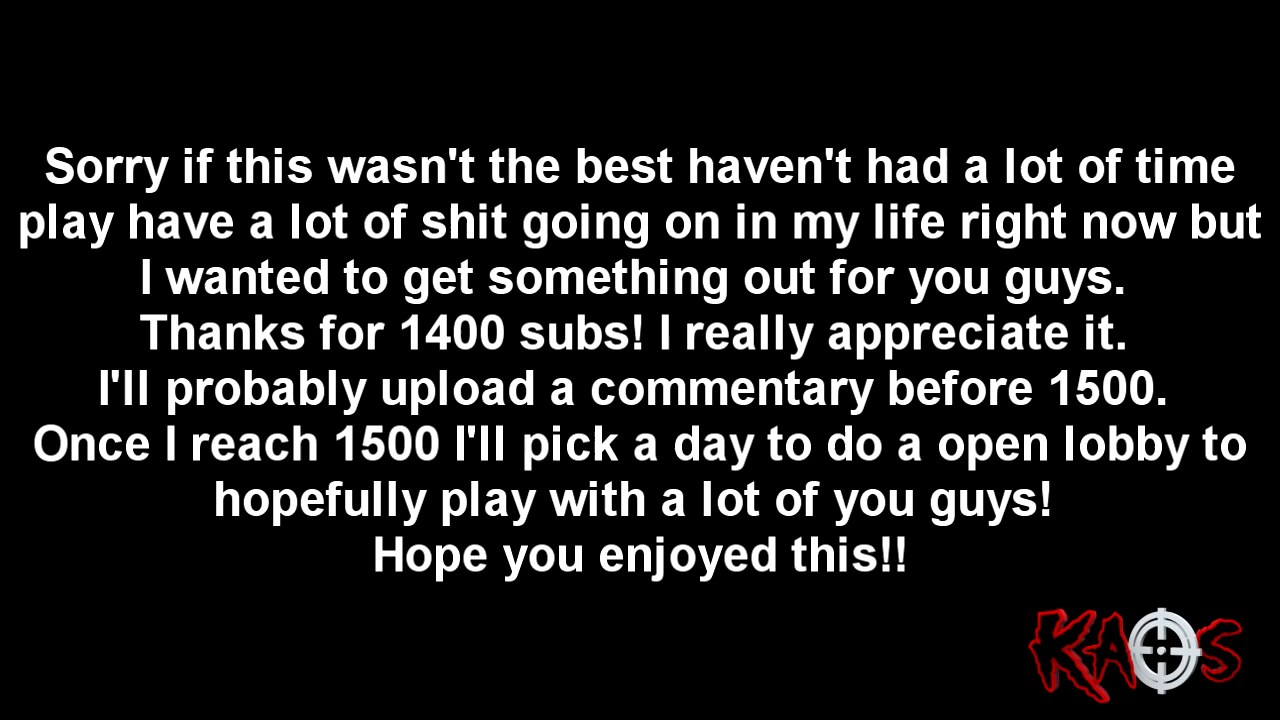 Sorry if this wasn't the best haven't had a lot of time
play have a lot of shit going on in my life right now but
I wanted to get something out for you guys.
Thanks for 1400 subs! I really appreciate it.
I'll probably upload a commentary before 1500.
Once I reach 1500 I'll pick a day to do a open lobby to
hopefully play with a lot of you guys!
Hope you enjoyed this!!
KAOS